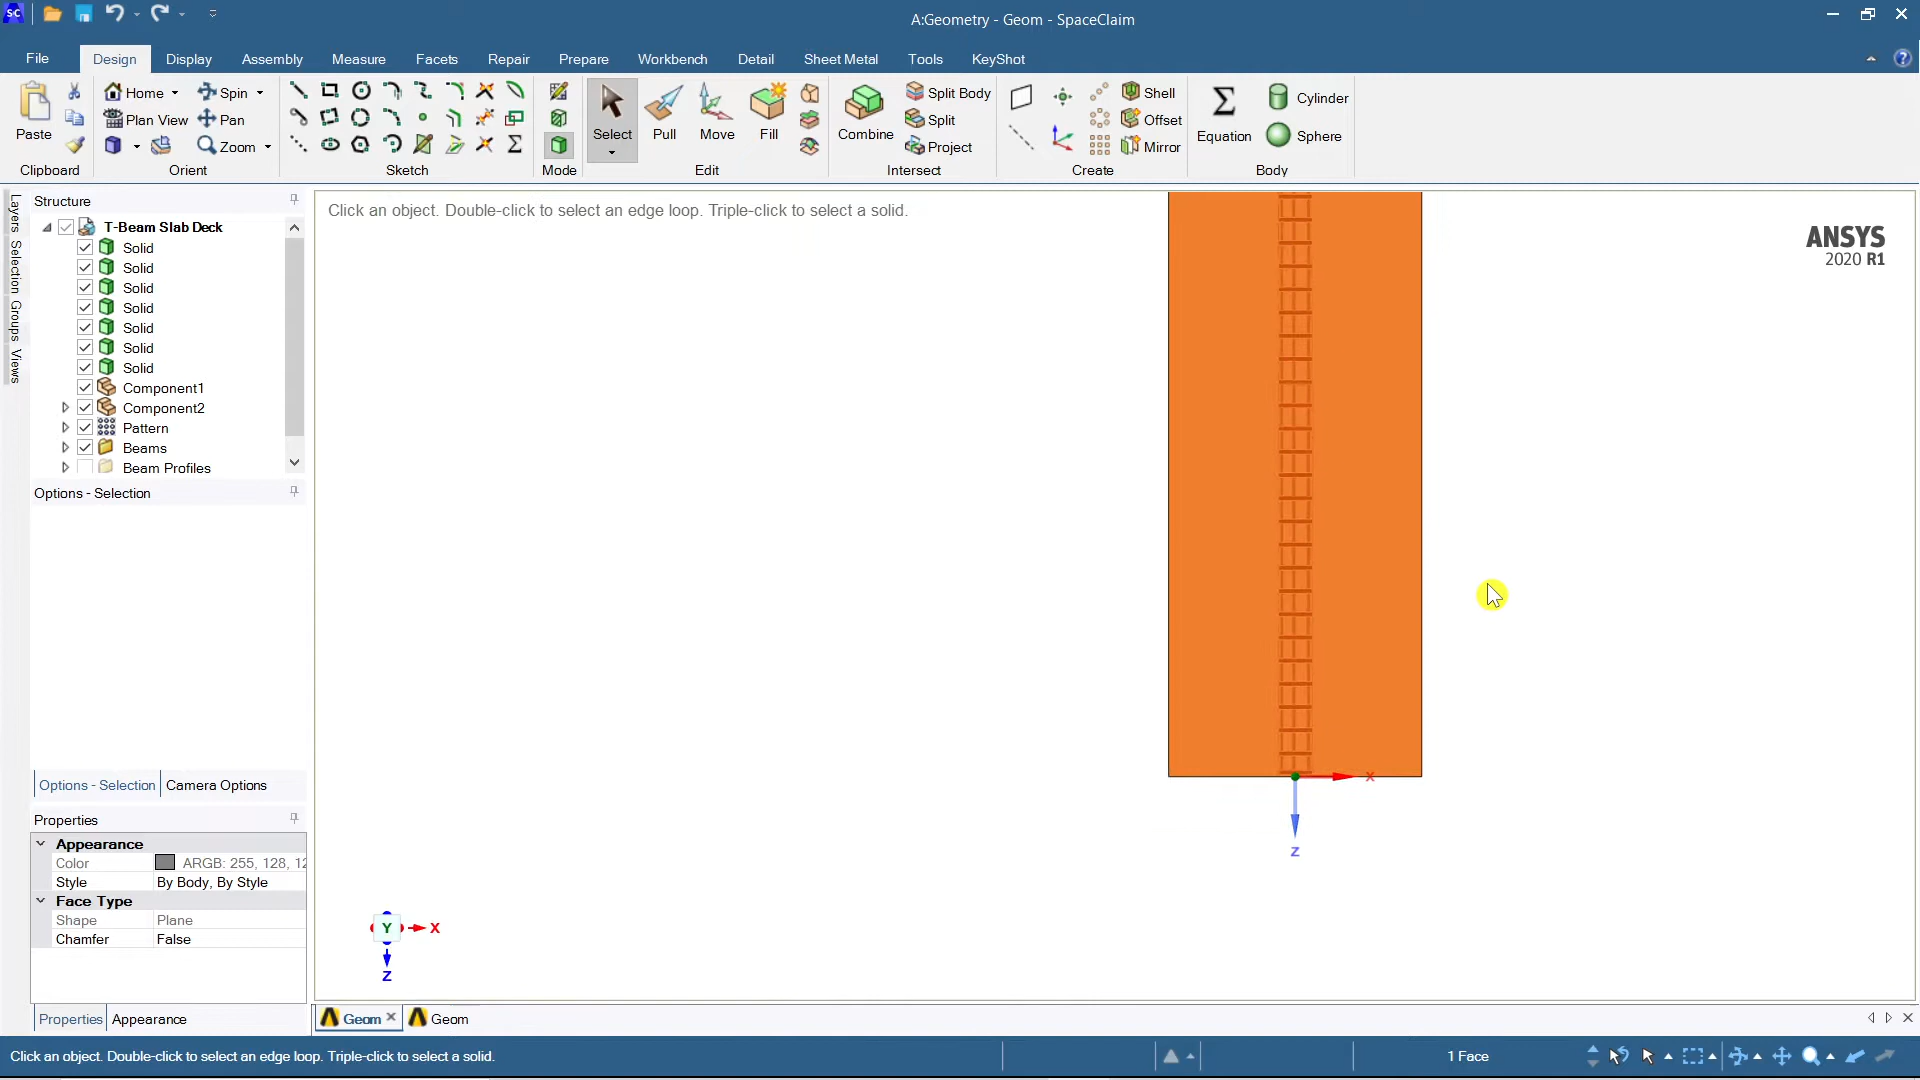 SC
A:Geometry - Geom - SpaceClaim
File Design Display Assembly Measure Facets Repair Prepare Workbench Detail Sheet Metal Tools KeyShot
Paste
Clipboard
Home Spin
Plan View Pan
Zoom
Orient
Sketch
Mode
Select Pull Move Fill
Edit
Combine
Split Body
Split
Project
Intersect
Shell
Offset
Mirror
Create
Equation
Cylinder
Sphere
Body
Layers Selection Groups Views
Structure
T-Beam Slab Deck
Solid
Solid
Solid
Solid
Solid
Solid
Solid
Component1
Component2
Pattern
Beams
Beam Profiles
Options - Selection
Options - Selection Camera Options
Properties
Appearance
Color ARGB: 255, 128, 12
Style By Body, By Style
Face Type
Shape Plane
Chamfer False
Properties Appearance
Click an object. Double-click to select an edge loop. Triple-click to select a solid.
ANSYS
2020 R1
X
Z
Y X
Z
Geom Geom
Click an object. Double-click to select an edge loop. Triple-click to select a solid.
1 Face